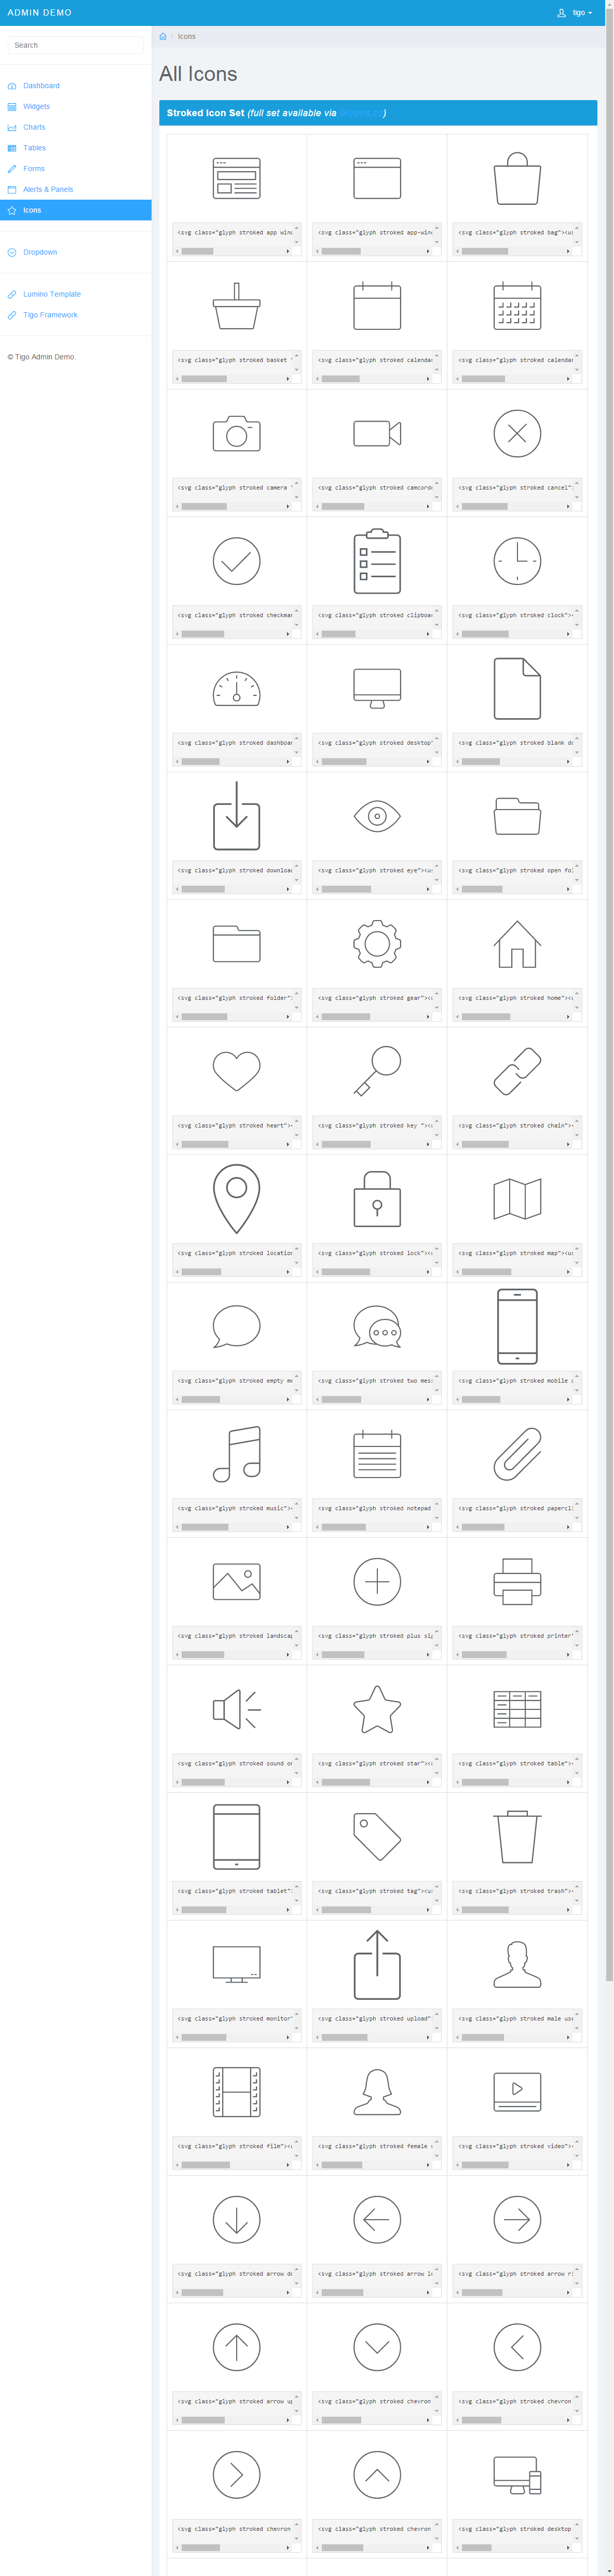 ADMIN DEMO
tigo
Search
Dashboard
Widgets
Charts
Tables
Forms
Alerts & Panels
Icons
Dropdown
Lumino Template
Tigo Framework
© Tigo Admin Demo.
/ Icons
All Icons
Stroked Icon Set (full set available via Glyphs.co)
<svg class="glyph stroked app wind
<svg class="glyph stroked app-wind
<svg class="glyph stroked bag"><us
<svg class="glyph stroked basket "
<svg class="glyph stroked calendar
<svg class="glyph stroked calendar
<svg class="glyph stroked camera "
<svg class="glyph stroked camcorde
<svg class="glyph stroked cancel">
<svg class="glyph stroked checkmar
<svg class="glyph stroked clipboar
<svg class="glyph stroked clock"><
<svg class="glyph stroked dashboar
<svg class="glyph stroked desktop"
<svg class="glyph stroked blank do
<svg class="glyph stroked download
<svg class="glyph stroked eye"><us
<svg class="glyph stroked open fol
<svg class="glyph stroked folder">
<svg class="glyph stroked gear"><u
<svg class="glyph stroked home"><u
<svg class="glyph stroked heart"><
<svg class="glyph stroked key "><u
<svg class="glyph stroked chain"><
<svg class="glyph stroked location
<svg class="glyph stroked lock"><u
<svg class="glyph stroked map"><us
<svg class="glyph stroked empty me
<svg class="glyph stroked two mess
<svg class="glyph stroked mobile d
<svg class="glyph stroked music"><
<svg class="glyph stroked notepad
<svg class="glyph stroked papercli
<svg class="glyph stroked landscap
<svg class="glyph stroked plus sig
<svg class="glyph stroked printer"
<svg class="glyph stroked sound on
<svg class="glyph stroked star"><u
<svg class="glyph stroked table"><
<svg class="glyph stroked tablet">
<svg class="glyph stroked tag"><us
<svg class="glyph stroked trash"><
<svg class="glyph stroked monitor"
<svg class="glyph stroked upload">
<svg class="glyph stroked male use
<svg class="glyph stroked film"><u
<svg class="glyph stroked female u
<svg class="glyph stroked video"><
<svg class="glyph stroked arrow do
<svg class="glyph stroked arrow le
<svg class="glyph stroked arrow ri
<svg class="glyph stroked arrow up
<svg class="glyph stroked chevron
<svg class="glyph stroked chevron
<svg class="glyph stroked chevron
<svg class="glyph stroked chevron
<svg class="glyph stroked desktop